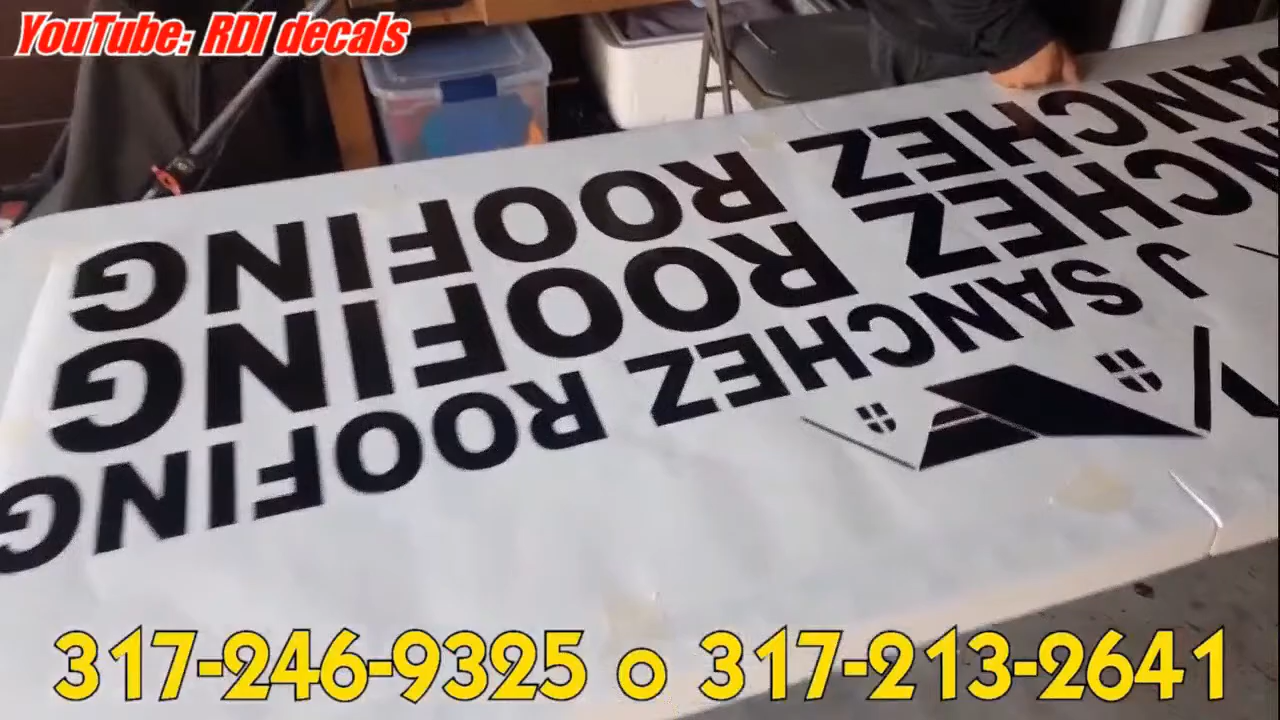 YouTube: RDI decals
J SANCHEZ ROOFING
SANCHEZ ROOFING
SANCHEZ ROOFING
317-246-9325 o 317-213-2641